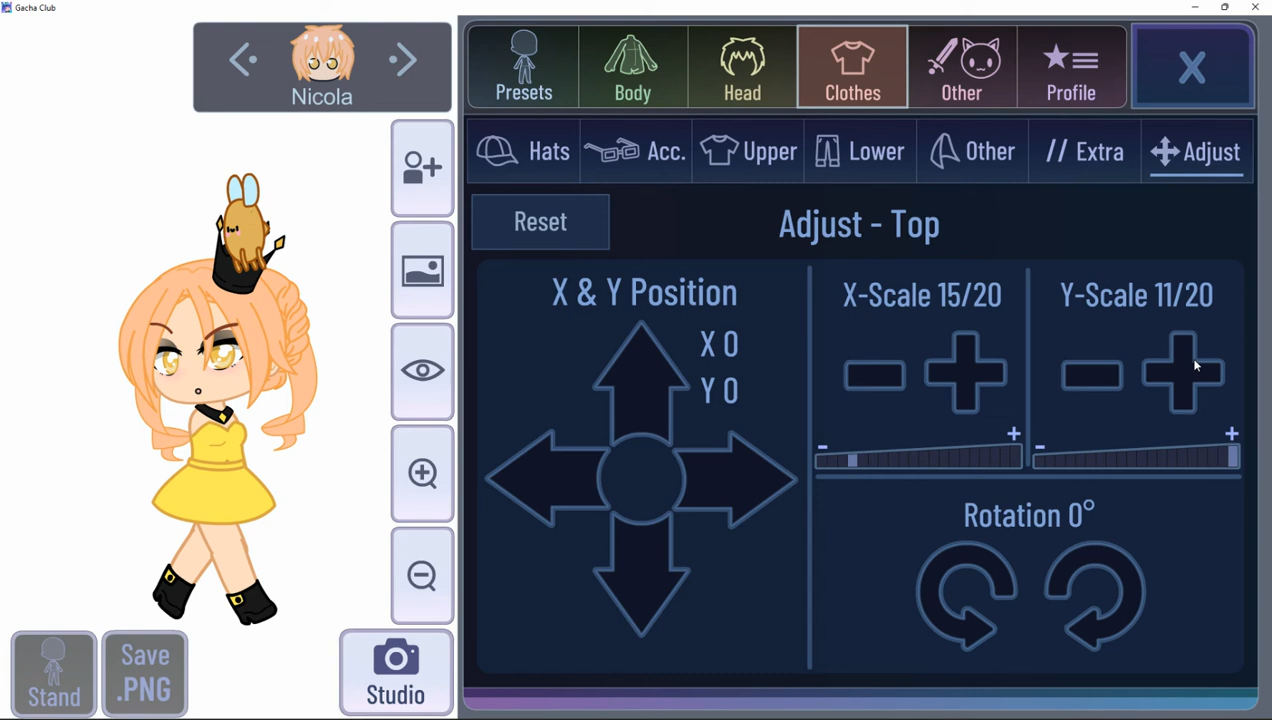 Gacha Club
Nicola
Presets
Body
Head
Clothes
Other
Profile
X
Hats
Acc.
Upper
Lower
Other
// Extra
Adjust
Reset
Adjust - Top
X & Y Position
X 0
Y 0
X-Scale 15/20
- +
Y-Scale 11/20
- +
Rotation 0°
Stand
Save
.PNG
Studio